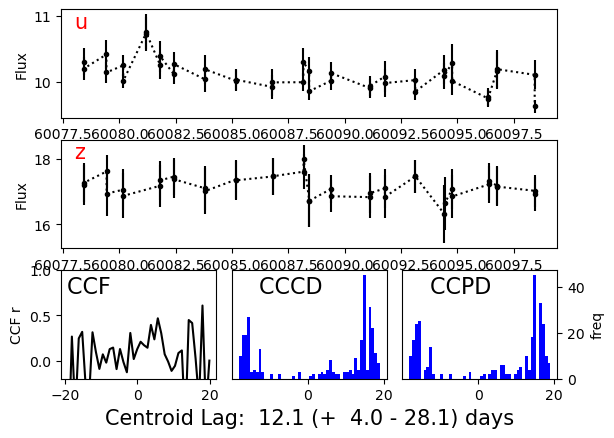 u
11
10
Flux
60077.560080.060082.560085.060087.560090.060092.560095.060097.5
z
18
16
Flux
60077.560080.060082.560085.060087.560090.060092.560095.060097.5
CCF
CCCD
CCPD
1.0
0.5
0.0
CCF r
40
20
0
freq
−20 0 20
0 20
0 20
Centroid Lag: 12.1 (+ 4.0 - 28.1) days